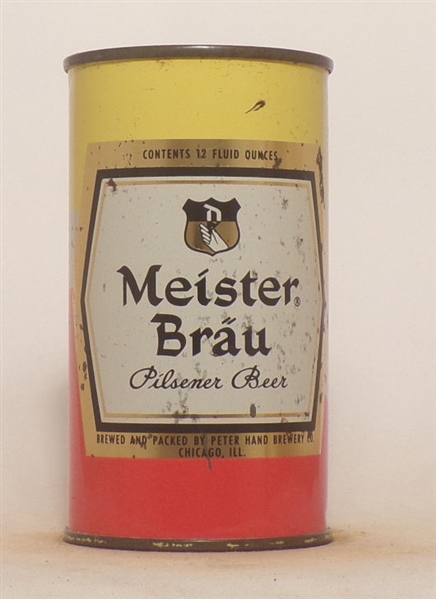 CONTENTS 12 FLUID OUNCES
Meister®
Bräu
Pilsener Beer
BREWED AND PACKED BY PETER HAND BREWERY CO.
CHICAGO, ILL.